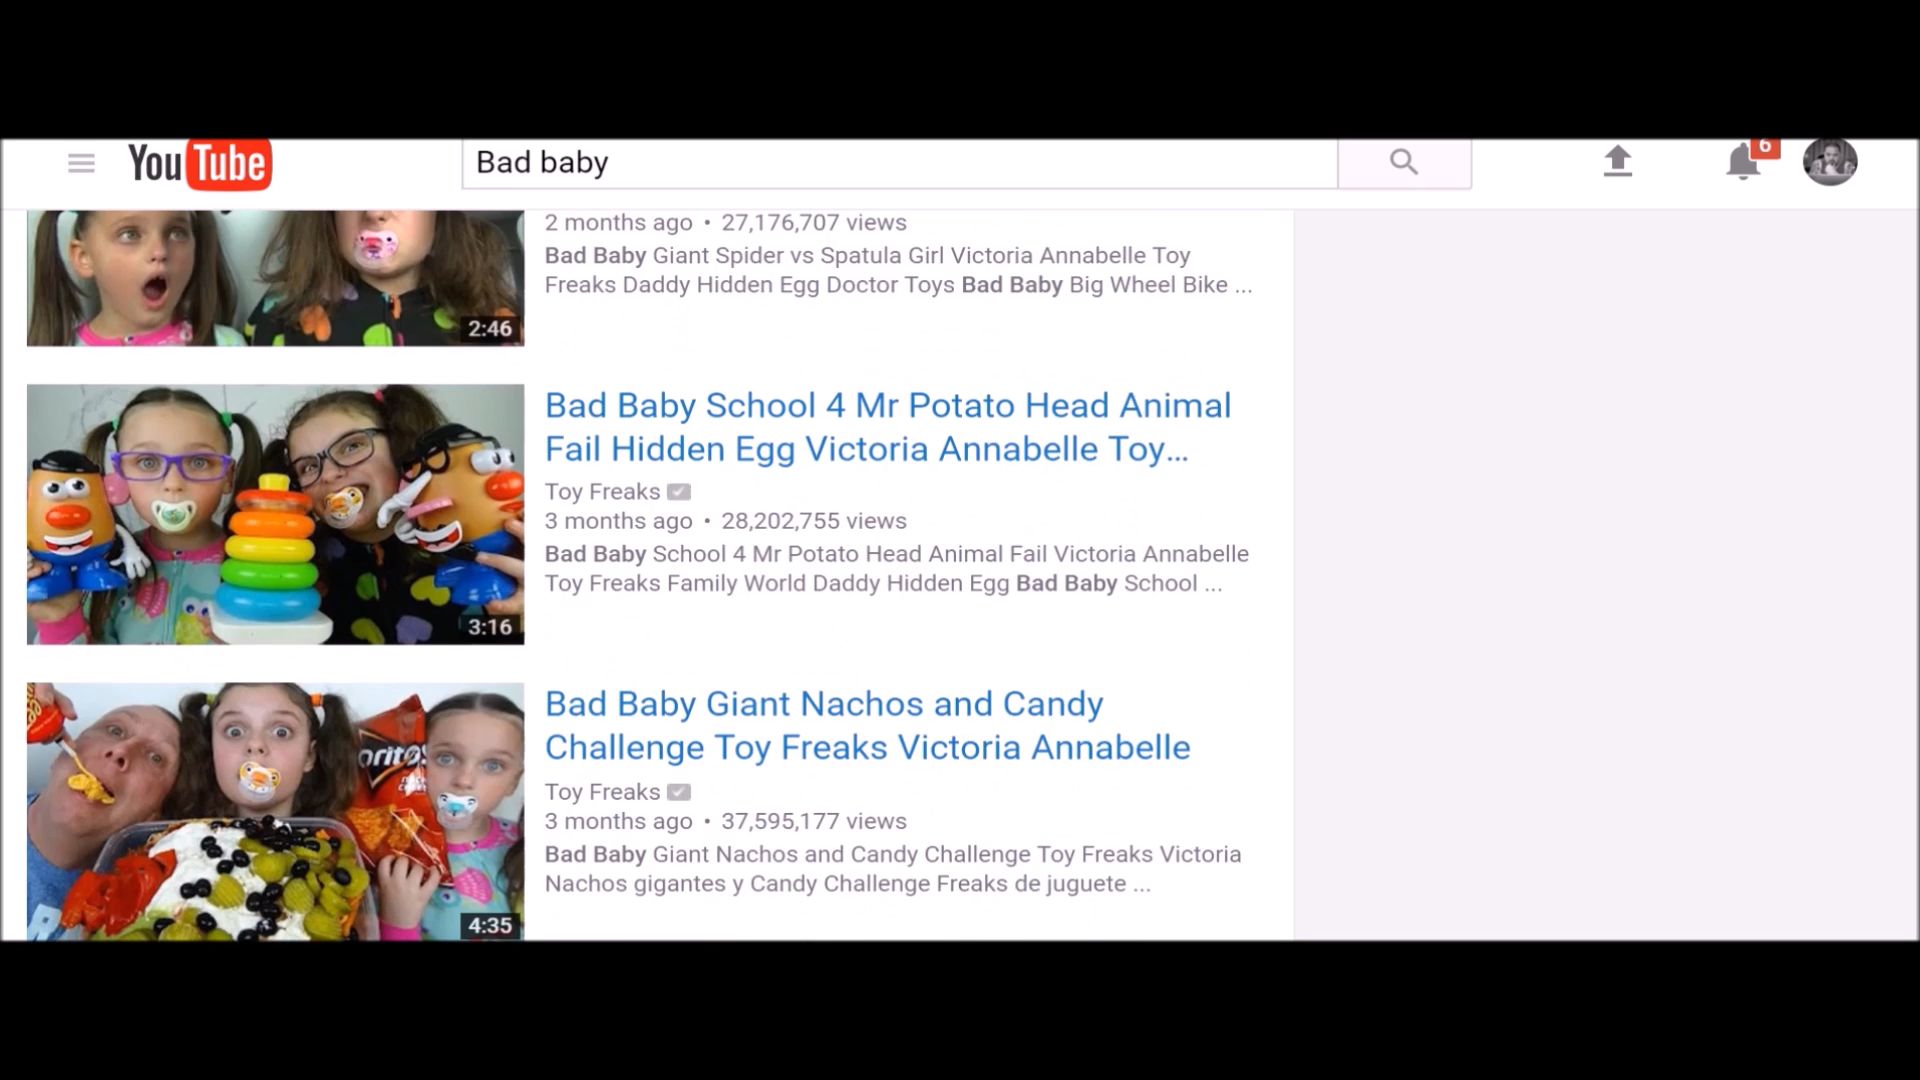 YouTube
Bad baby
6
2 months ago • 27,176,707 views
Bad Baby Giant Spider vs Spatula Girl Victoria Annabelle Toy
Freaks Daddy Hidden Egg Doctor Toys Bad Baby Big Wheel Bike ...
2:46
Bad Baby School 4 Mr Potato Head Animal
Fail Hidden Egg Victoria Annabelle Toy...
Toy Freaks
3 months ago • 28,202,755 views
Bad Baby School 4 Mr Potato Head Animal Fail Victoria Annabelle
Toy Freaks Family World Daddy Hidden Egg Bad Baby School ...
3:16
Bad Baby Giant Nachos and Candy
Challenge Toy Freaks Victoria Annabelle
Toy Freaks
3 months ago • 37,595,177 views
Bad Baby Giant Nachos and Candy Challenge Toy Freaks Victoria
Nachos gigantes y Candy Challenge Freaks de juguete ...
oritos
4:35